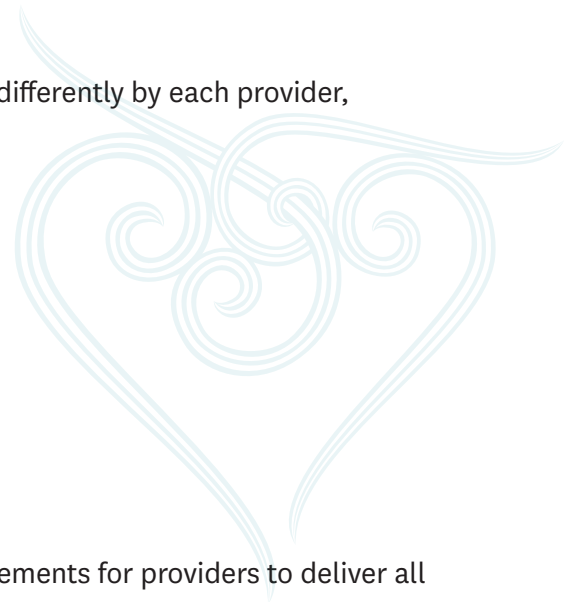 differently by each provider,
ements for providers to deliver all